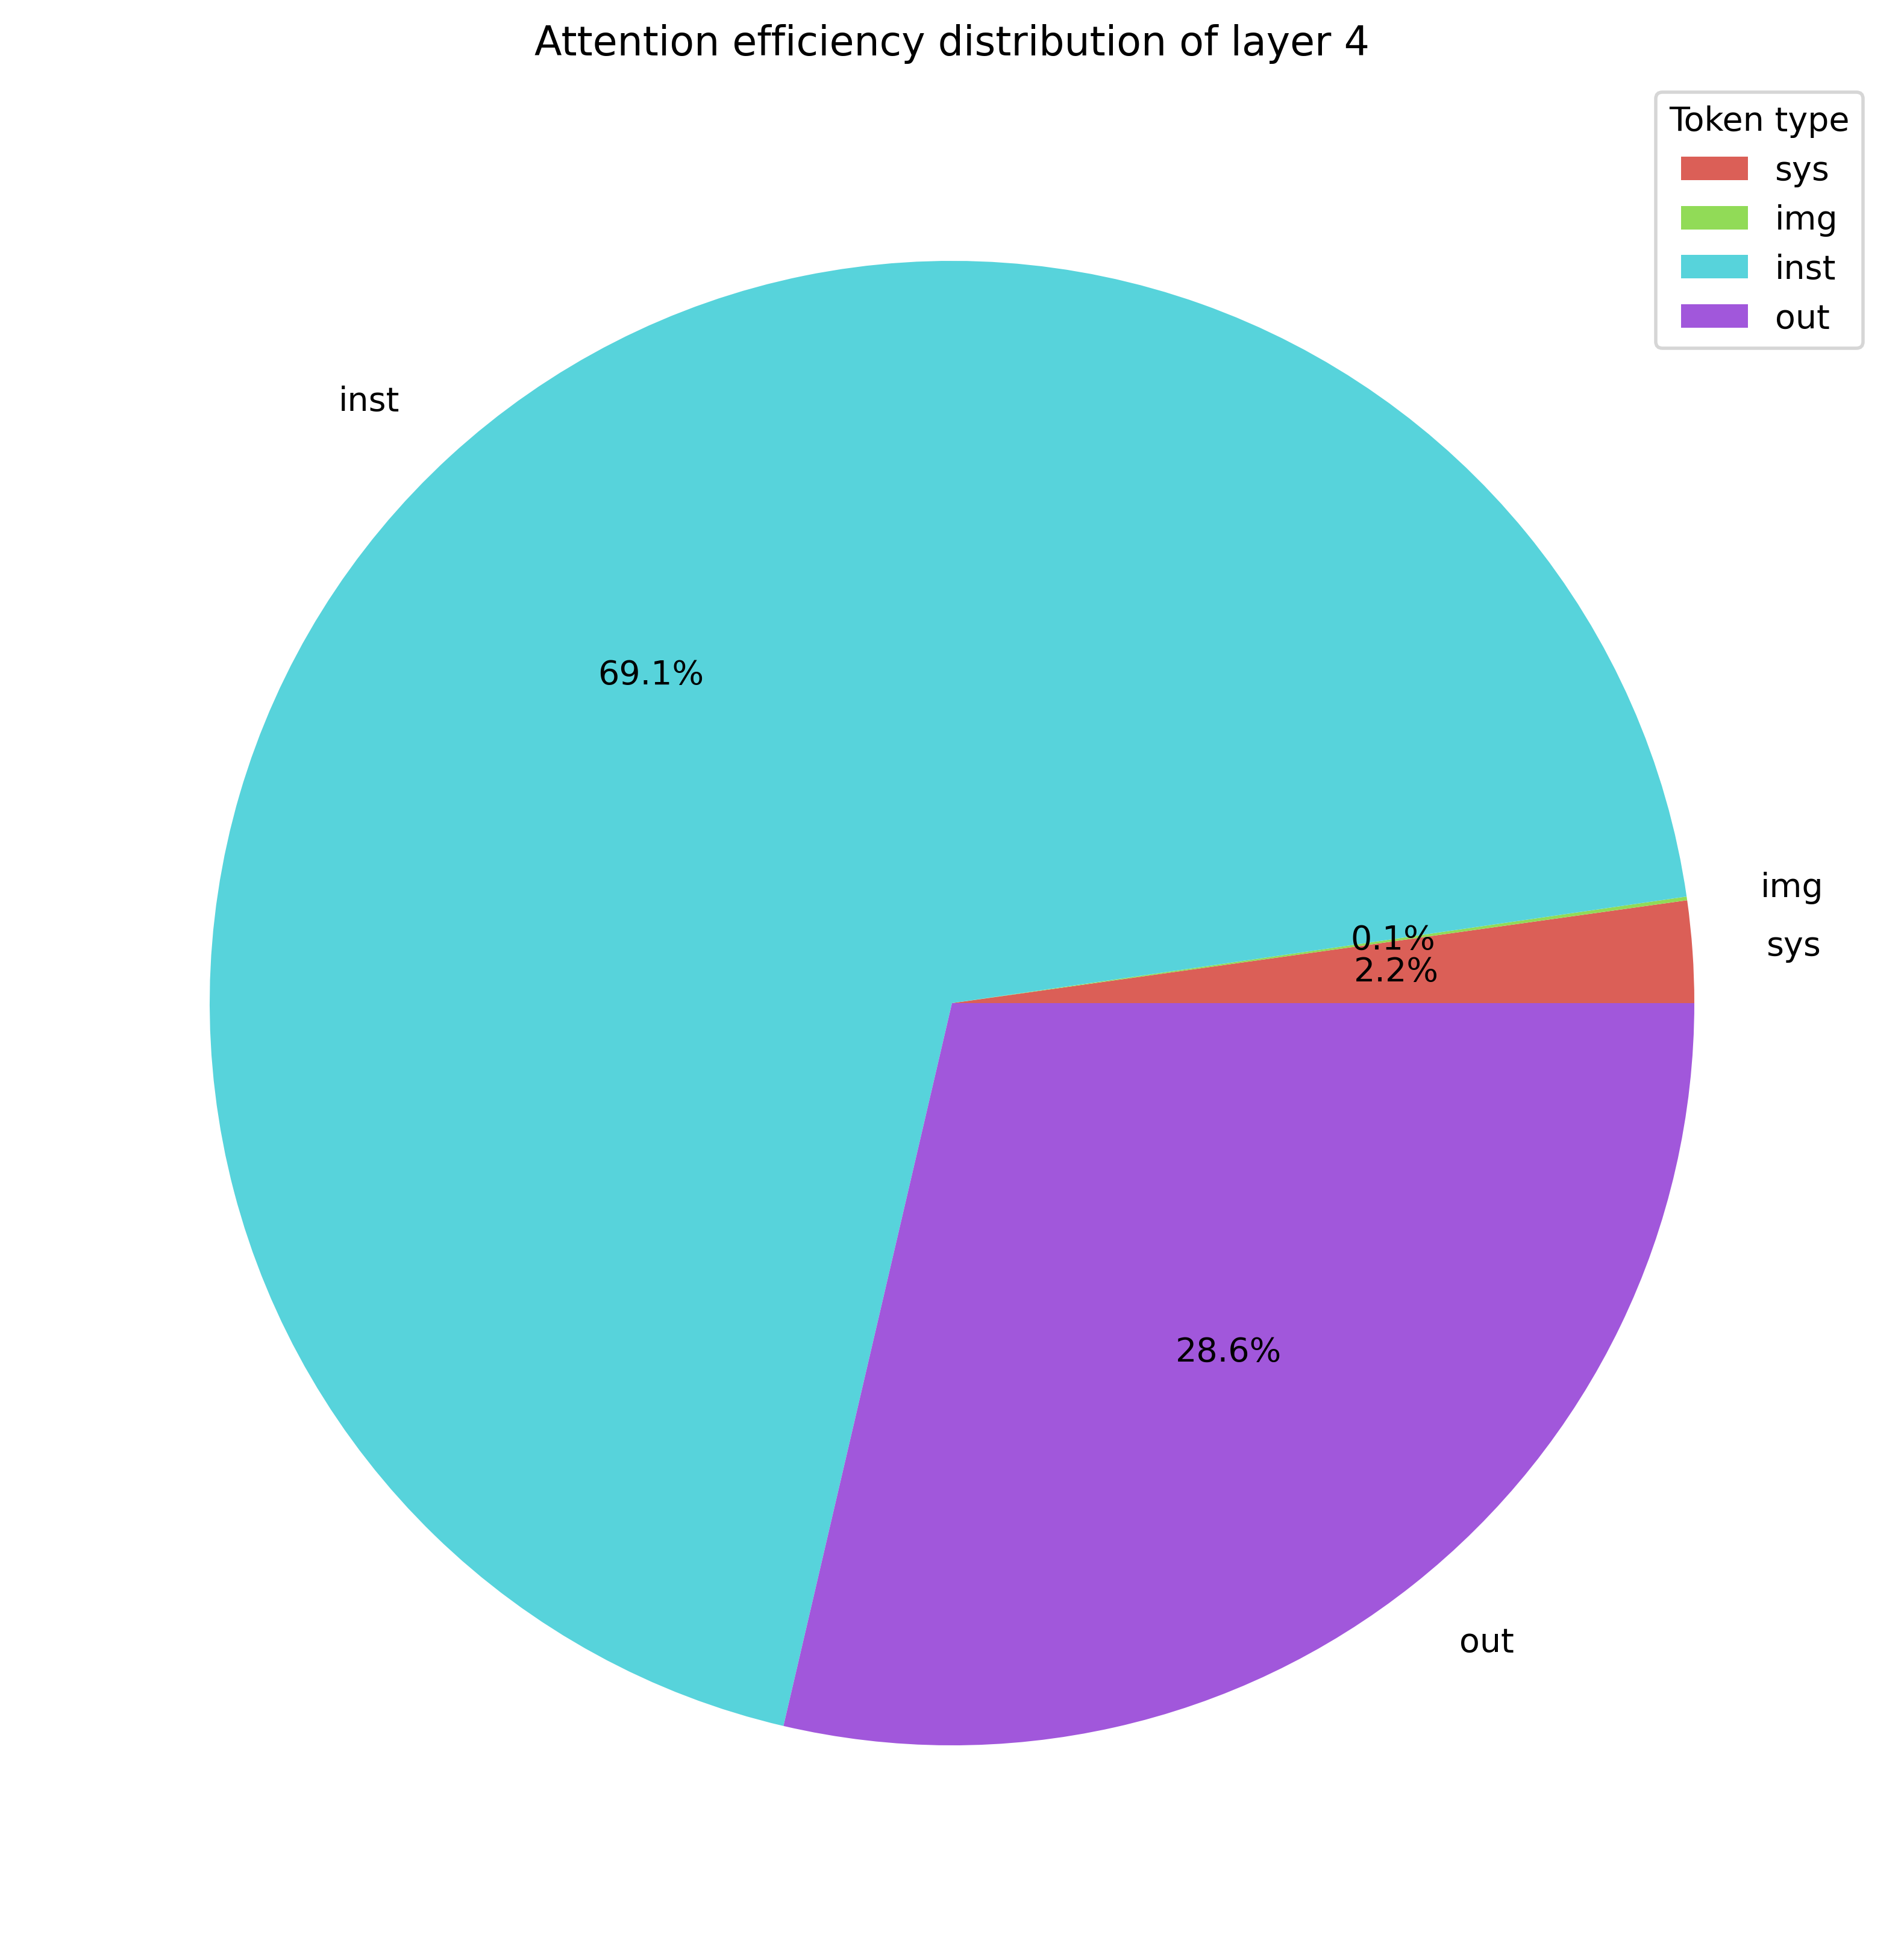 Attention efficiency distribution of layer 4
Token type
sys
img
inst
out
inst
69.1%
img
0.1%
sys
2.2%
28.6%
out